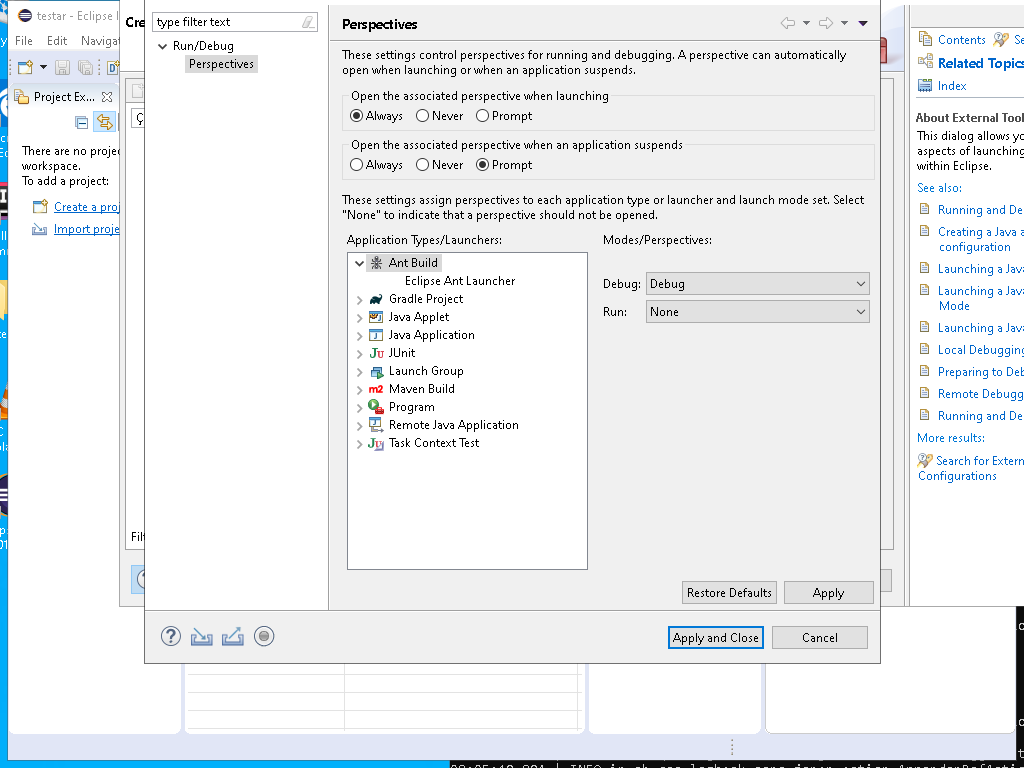 testar - Eclipse I
File Edit Navigat
Project Ex...
There are no projec
workspace.
To add a project:
Create a proj
Import proje
Cre
Filt
type filter text
Run/Debug
Perspectives
Perspectives
These settings control perspectives for running and debugging. A perspective can automatically
open when launching or when an application suspends.
Open the associated perspective when launching
Always Never Prompt
Open the associated perspective when an application suspends
Always Never Prompt
These settings assign perspectives to each application type or launcher and launch mode set. Select
"None" to indicate that a perspective should not be opened.
Application Types/Launchers:
Ant Build
Eclipse Ant Launcher
Gradle Project
Java Applet
Java Application
JUnit
Launch Group
Maven Build
Program
Remote Java Application
Task Context Test
Modes/Perspectives:
Debug: Debug
Run: None
Restore Defaults Apply
Apply and Close Cancel
Contents Se
Related Topics
Index
About External Tool
This dialog allows yo
aspects of launching
within Eclipse.
See also:
Running and De
Creating a Java a
configuration
Launching a Java
Launching a Java
Mode
Launching a Java
Local Debugging
Preparing to Deb
Remote Debugg
Running and De
More results:
Search for Extern
Configurations